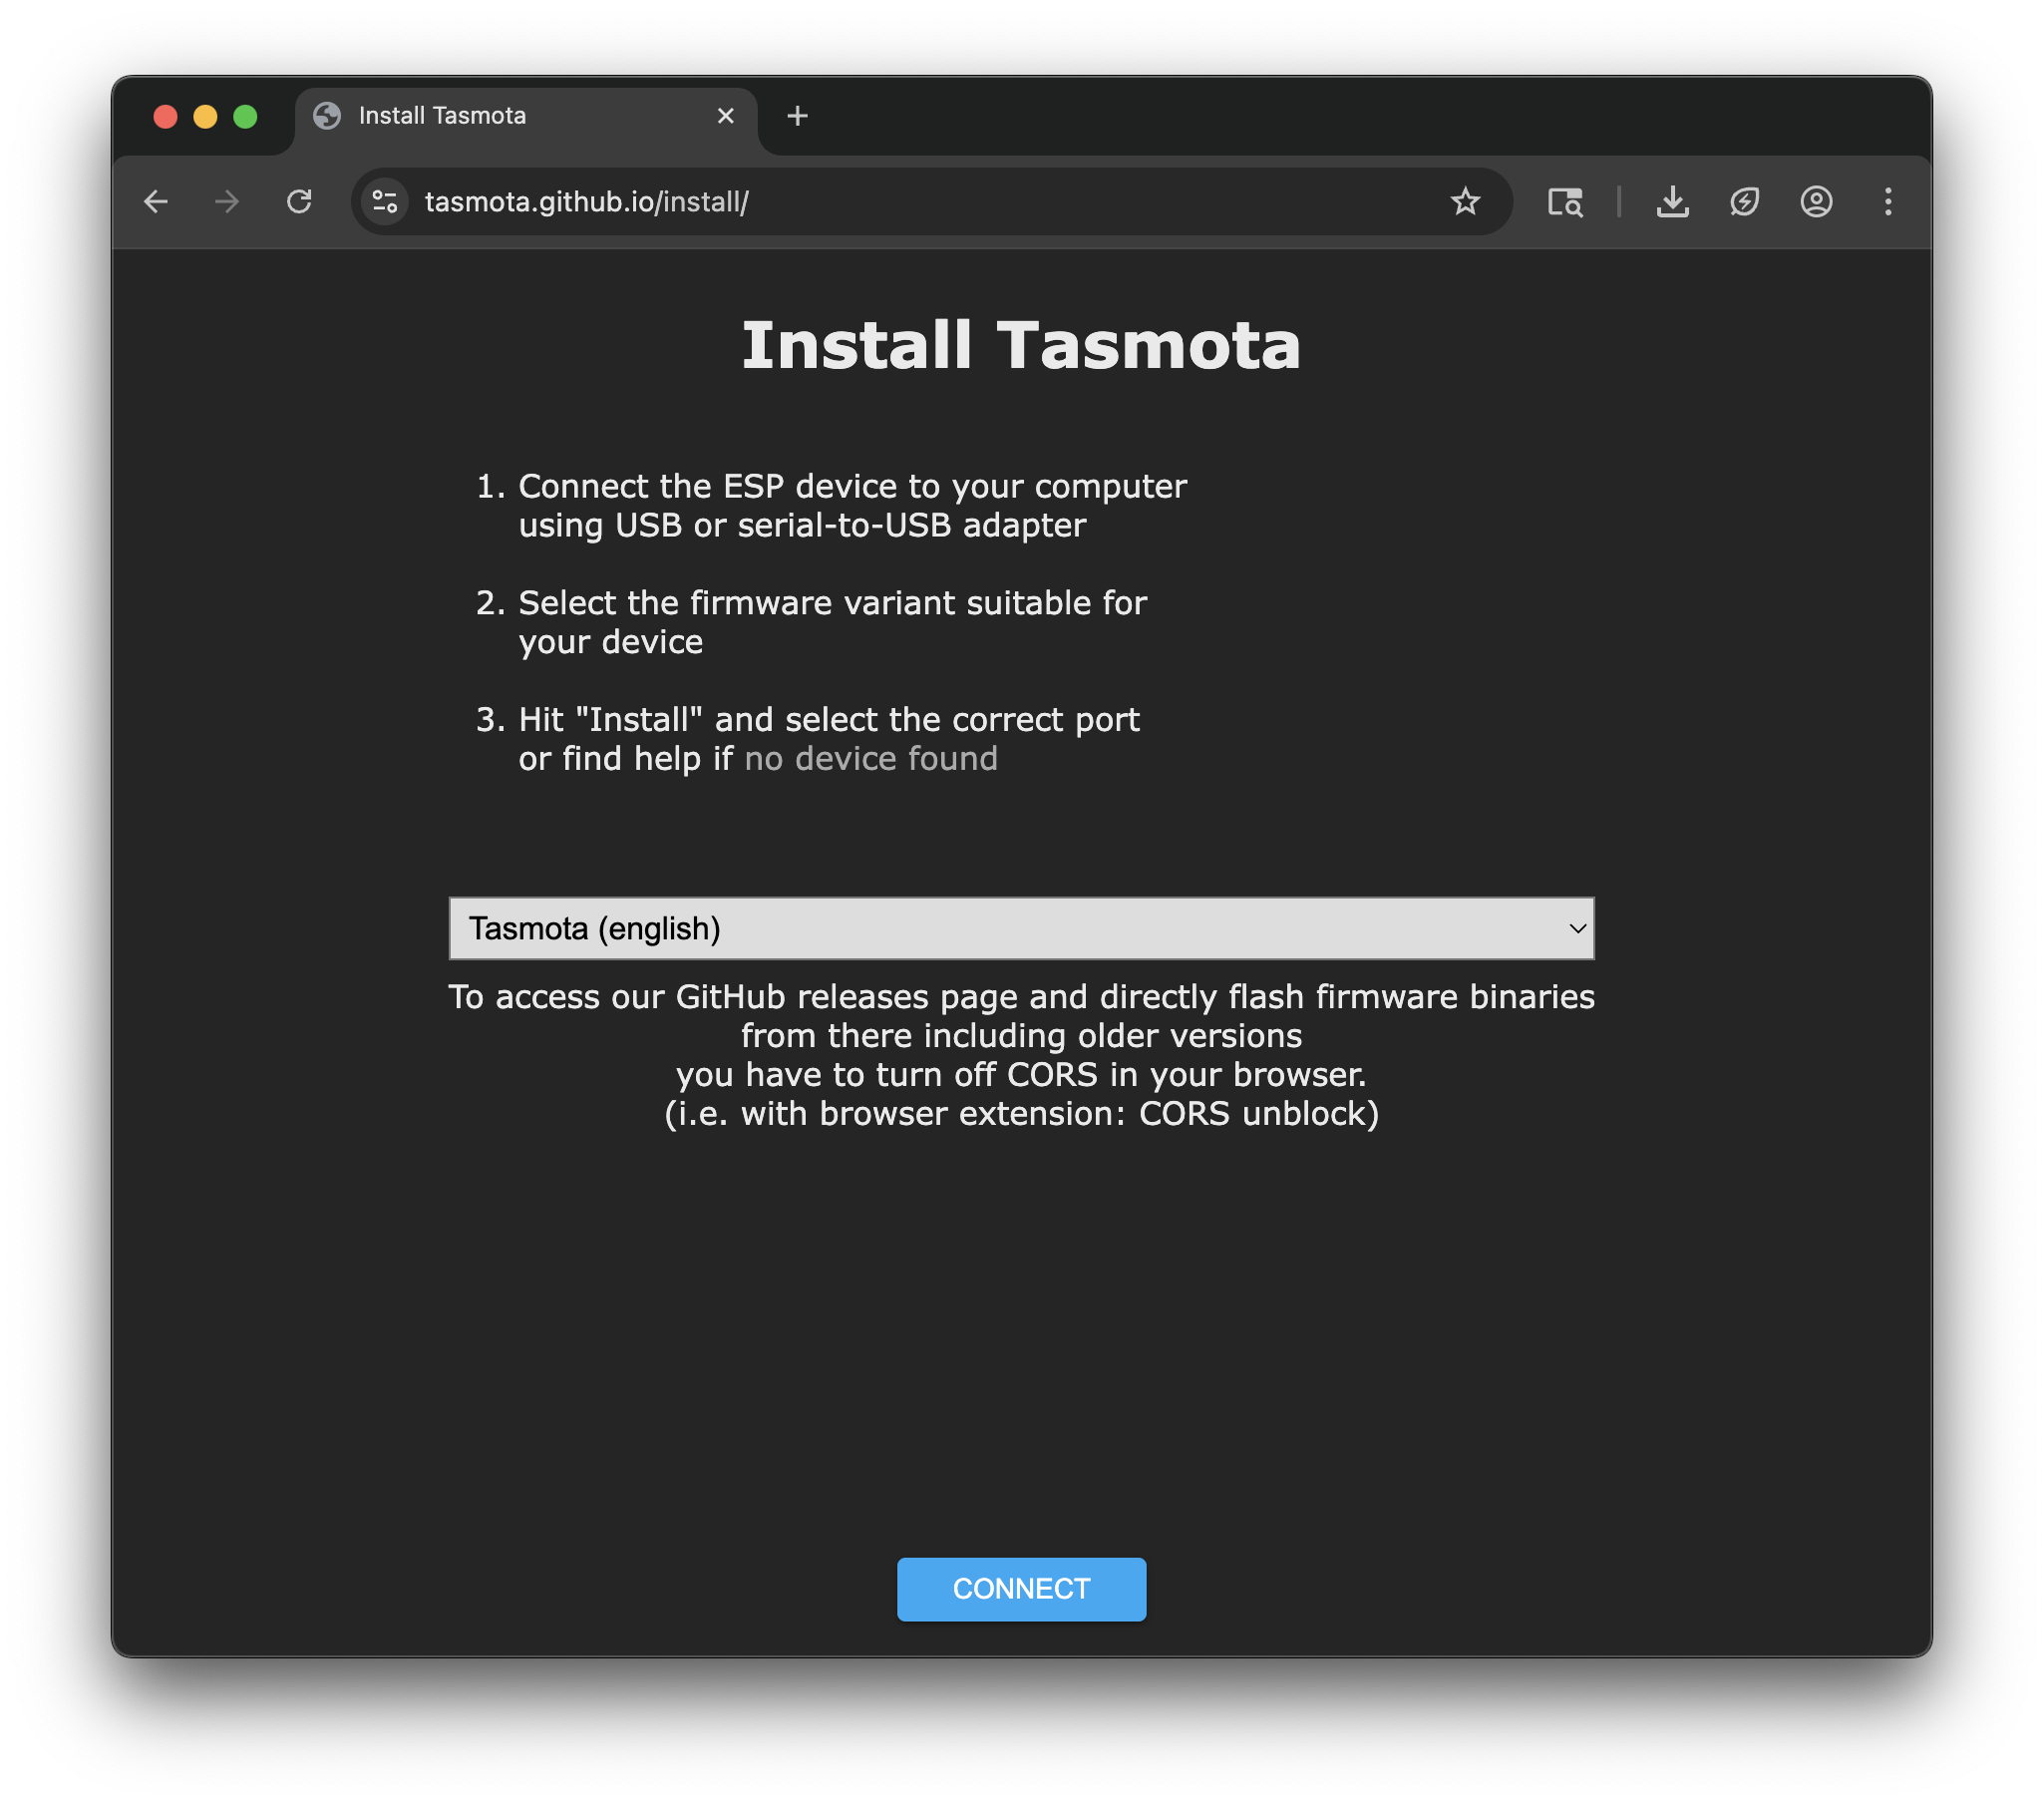 Install Tasmota
tasmota.github.io/install/
Install Tasmota
1. Connect the ESP device to your computer
using USB or serial-to-USB adapter
2. Select the firmware variant suitable for
your device
3. Hit "Install" and select the correct port
or find help if no device found
Tasmota (english)
To access our GitHub releases page and directly flash firmware binaries
from there including older versions
you have to turn off CORS in your browser.
(i.e. with browser extension: CORS unblock)
CONNECT